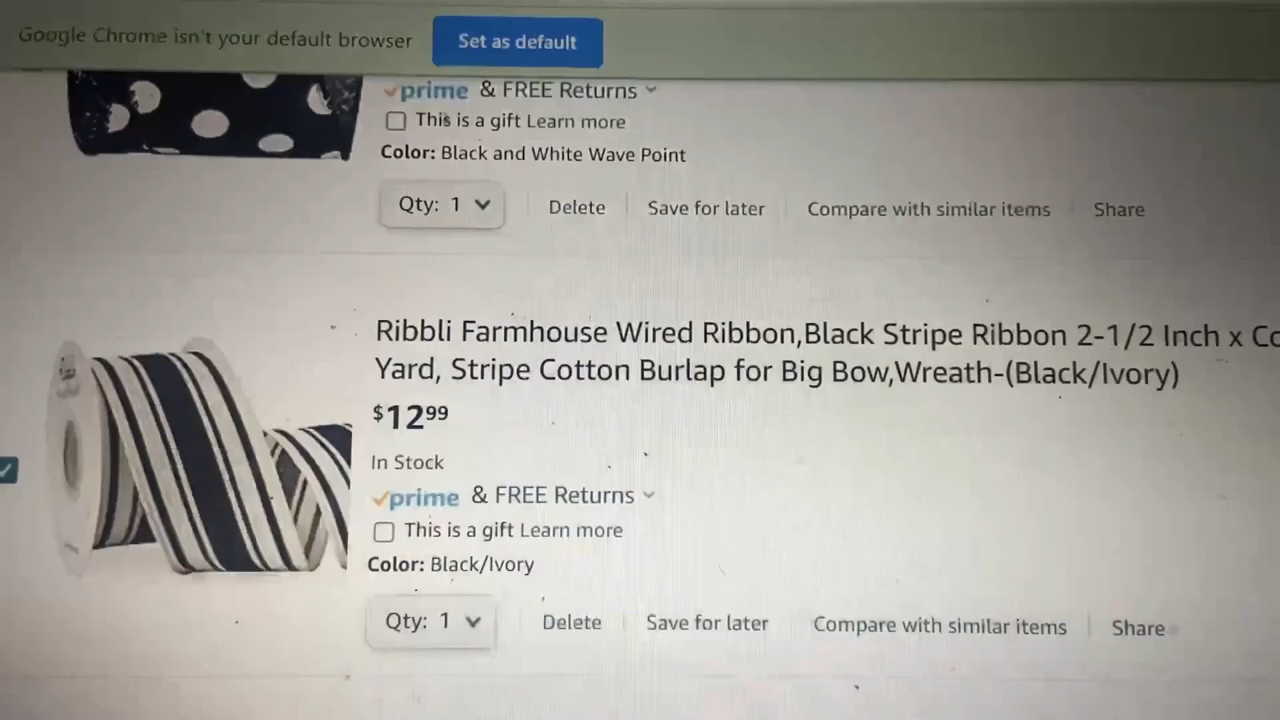 Google Chrome isn't your default browser Set as default
prime & FREE Returns
This is a gift Learn more
Color: Black and White Wave Point
Qty: 1 Delete Save for later Compare with similar items Share
Ribbli Farmhouse Wired Ribbon,Black Stripe Ribbon 2-1/2 Inch x
Yard, Stripe Cotton Burlap for Big Bow,Wreath-(Black/Ivory)
$1299
In Stock
prime & FREE Returns
This is a gift Learn more
Color: Black/Ivory
Qty: 1 Delete Save for later Compare with similar items Share